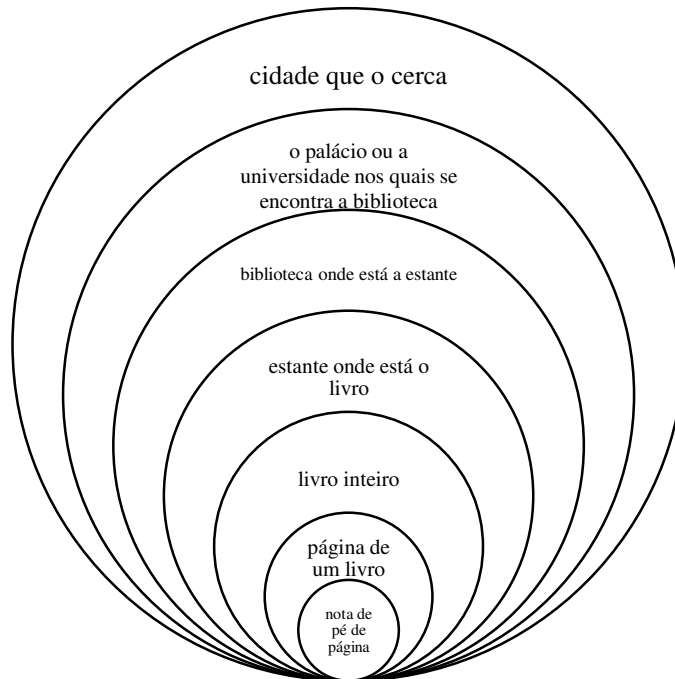 cidade que o cerca
o palácio ou a
universidade nos quais se
encontra a biblioteca
biblioteca onde está a estante
estante onde está o
livro
livro inteiro
página de
um livro
nota de
pé de
página